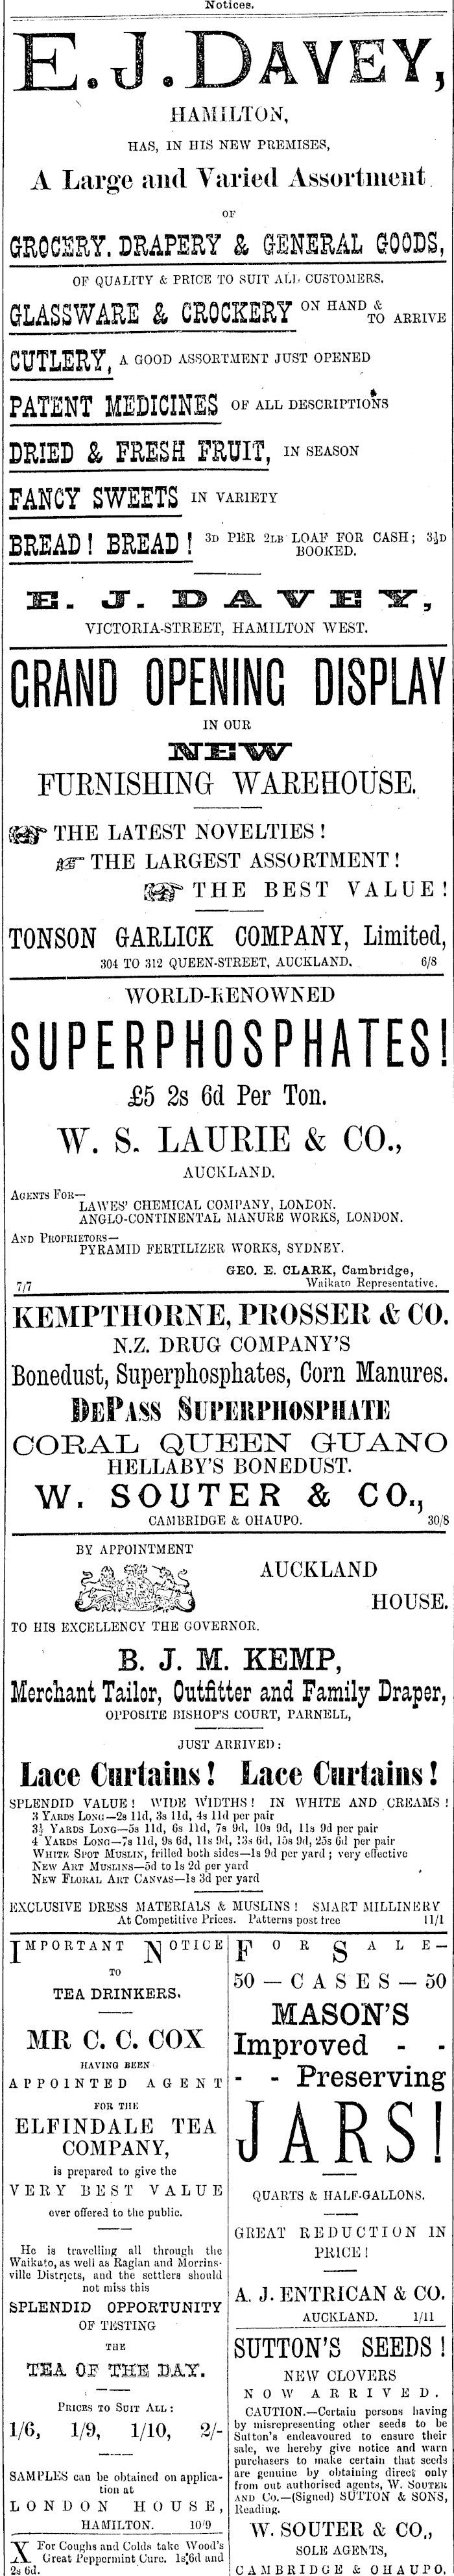 Notices.
E. J. DAVEY,
HAMILTON,
HAS, IN HIS NEW PREMISES,
A Large and Varied Assortment
OF
GROCERY, DRAPERY & GENERAL GOODS,
OF QUALITY & PRICE TO SUIT ALL CUSTOMERS.
GLASSWARE & CROCKERY ON HAND & TO ARRIVE
CUTLERY, A GOOD ASSORTMENT JUST OPENED
PATENT MEDICINES OF ALL DESCRIPTIONS
DRIED & FRESH FRUIT, IN SEASON
FANCY SWEETS IN VARIETY
BREAD! BREAD! 3D PER 2LB LOAF FOR CASH; 3½D
BOOKED.
E. J. DAVEY,
VICTORIA-STREET, HAMILTON WEST.
GRAND OPENING DISPLAY
IN OUR
NEW
FURNISHING WAREHOUSE.
THE LATEST NOVELTIES!
THE LARGEST ASSORTMENT!
THE BEST VALUE!
TONSON GARLICK COMPANY, Limited,
304 TO 312 QUEEN-STREET, AUCKLAND. 6/8
WORLD-RENOWNED
SUPERPHOSPHATES!
£5 2s 6d Per Ton.
W. S. LAURIE & CO.,
AUCKLAND.
AGENTS FOR—
LAWES' CHEMICAL COMPANY, LONDON.
ANGLO-CONTINENTAL MANURE WORKS, LONDON.
AND PROPRIETORS—
PYRAMID FERTILIZER WORKS, SYDNEY.
GEO. E. CLARK, Cambridge,
7/7 Waikato Representative.
KEMPTHORNE, PROSSER & CO.
N.Z. DRUG COMPANY'S
Bonedust, Superphosphates, Corn Manures.
DEPASS SUPERPHOSPHATE
CORAL QUEEN GUANO
HELLABY'S BONEDUST.
W. SOUTER & CO.,
CAMBRIDGE & OHAUPO. 30/8
BY APPOINTMENT
AUCKLAND
HOUSE.
TO HIS EXCELLENCY THE GOVERNOR.
B. J. M. KEMP,
Merchant Tailor, Outfitter and Family Draper,
OPPOSITE BISHOP'S COURT, PARNELL,
JUST ARRIVED:
Lace Curtains! Lace Curtains!
SPLENDID VALUE! WIDE WIDTHS! IN WHITE AND CREAMS!
3 YARDS LONG—2s 11d, 3s 11d, 4s 11d per pair
3½ YARDS LONG—5s 11d, 6s 11d, 7s 9d, 10s 9d, 11s 9d per pair
4 YARDS LONG—7s 11d, 9s 6d, 11s 9d, 13s 6d, 15s 9d, 25s 6d per pair
WHITE SPOT MUSLIN, frilled both sides—1s 9d per yard; very effective
NEW ART MUSLINS—5d to 1s 2d per yard
NEW FLORAL ART CANVAS—1s 3d per yard
EXCLUSIVE DRESS MATERIALS & MUSLINS! SMART MILLINERY
At Competitive Prices. Patterns post free 11/1
IMPORTANT NOTICE
TO
TEA DRINKERS.
MR C. C. COX
HAVING BEEN
APPOINTED AGENT
FOR THE
ELFINDALE TEA
COMPANY,
is prepared to give the
VERY BEST VALUE
ever offered to the public.
He is travelling all through the
Waikato, as well as Raglan and Morrins-
ville Districts, and the settlers should
not miss this
SPLENDID OPPORTUNITY
OF TESTING
THE
TEA OF THE DAY.
PRICES TO SUIT ALL:
1/6, 1/9, 1/10, 2/-
SAMPLES can be obtained on applica-
tion at
LONDON HOUSE,
HAMILTON. 10/9
X For Coughs and Colds take Wood's
Great Peppermint Cure. 1s 6d and
2s 6d.
FOR SALE—
50—CASES—50
MASON'S
Improved - -
- - Preserving
JARS!
QUARTS & HALF-GALLONS.
GREAT REDUCTION IN
PRICE!
A. J. ENTRICAN & CO.
AUCKLAND. 1/11
SUTTON'S SEEDS!
NEW CLOVERS
NOW ARRIVED.
CAUTION.—Certain persons having
by misrepresenting other seeds to be
Sutton's endeavoured to ensure their
sale, we hereby give notice and warn
purchasers to make certain that seeds
are genuine by obtaining direct only
from out authorised agents, W. SOUTER
AND Co.—(Signed) SUTTON & SONS,
Reading.
W. SOUTER & CO.,
SOLE AGENTS,
CAMBRIDGE & OHAUPO,